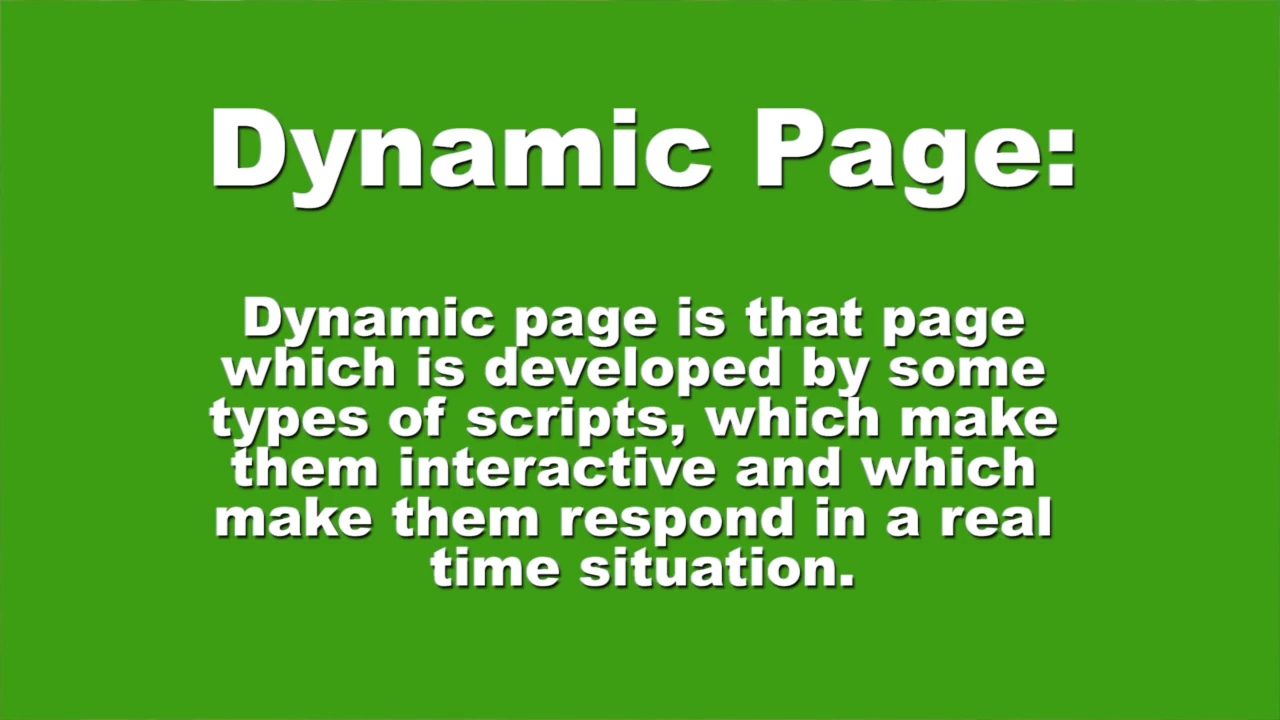 Dynamic Page:
Dynamic page is that page
which is developed by some
types of scripts, which make
them interactive and which
make them respond in a real
time situation.